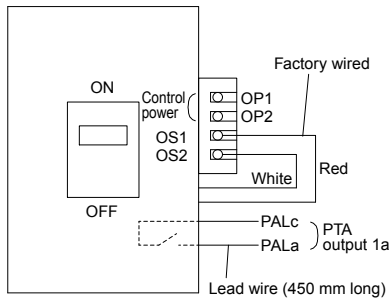 Factory wired
ON
Control
power
OP1
OP2
OS1
OS2
Red
White
OFF
PALc
PALa
PTA
output 1a
Lead wire (450 mm long)